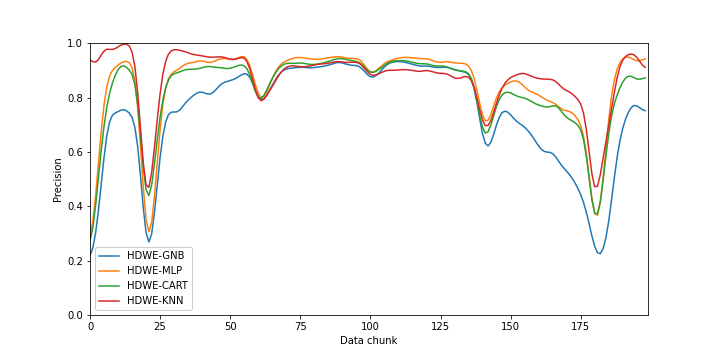 1.0
0.8
0.6
0.4
0.2
0.0
Precision
HDWE-GNB
HDWE-MLP
HDWE-CART
HDWE-KNN
0 25 50 75 100 125 150 175
Data chunk